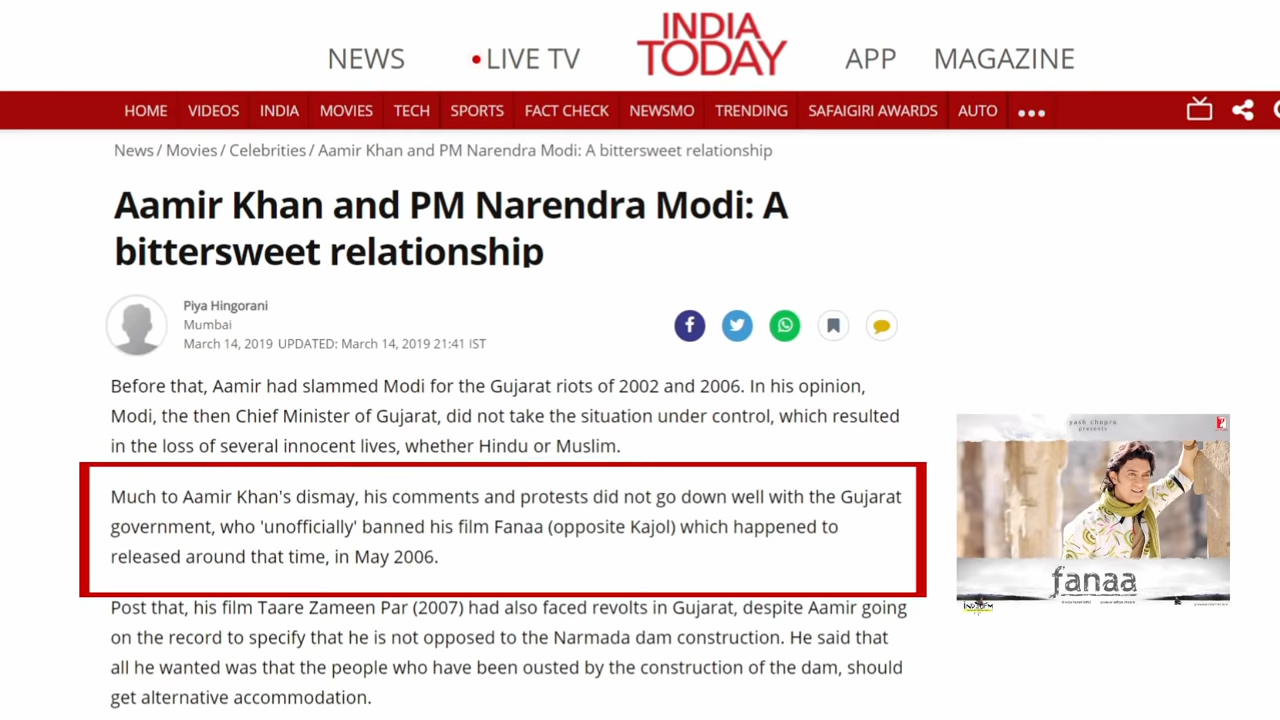 INDIA
TODAY
NEWS
LIVE TV
APP
MAGAZINE
HOME VIDEOS INDIA MOVIES TECH SPORTS FACT CHECK NEWSMO TRENDING SAFAIGIRI AWARDS AUTO
News / Movies / Celebrities / Aamir Khan and PM Narendra Modi: A bittersweet relationship
Aamir Khan and PM Narendra Modi: A
bittersweet relationship
Piya Hingorani
Mumbai
March 14, 2019 UPDATED: March 14, 2019 21:41 IST
Before that, Aamir had slammed Modi for the Gujarat riots of 2002 and 2006. In his opinion,
Modi, the then Chief Minister of Gujarat, did not take the situation under control, which resulted
in the loss of several innocent lives, whether Hindu or Muslim.
Much to Aamir Khan's dismay, his comments and protests did not go down well with the Gujarat
government, who 'unofficially' banned his film Fanaa (opposite Kajol) which happened to
released around that time, in May 2006.
Post that, his film Taare Zameen Par (2007) had also faced revolts in Gujarat, despite Aamir going
on the record to specify that he is not opposed to the Narmada dam construction. He said that
all he wanted was that the people who have been ousted by the construction of the dam, should
get alternative accommodation.
yash chopra
presents
fanaa